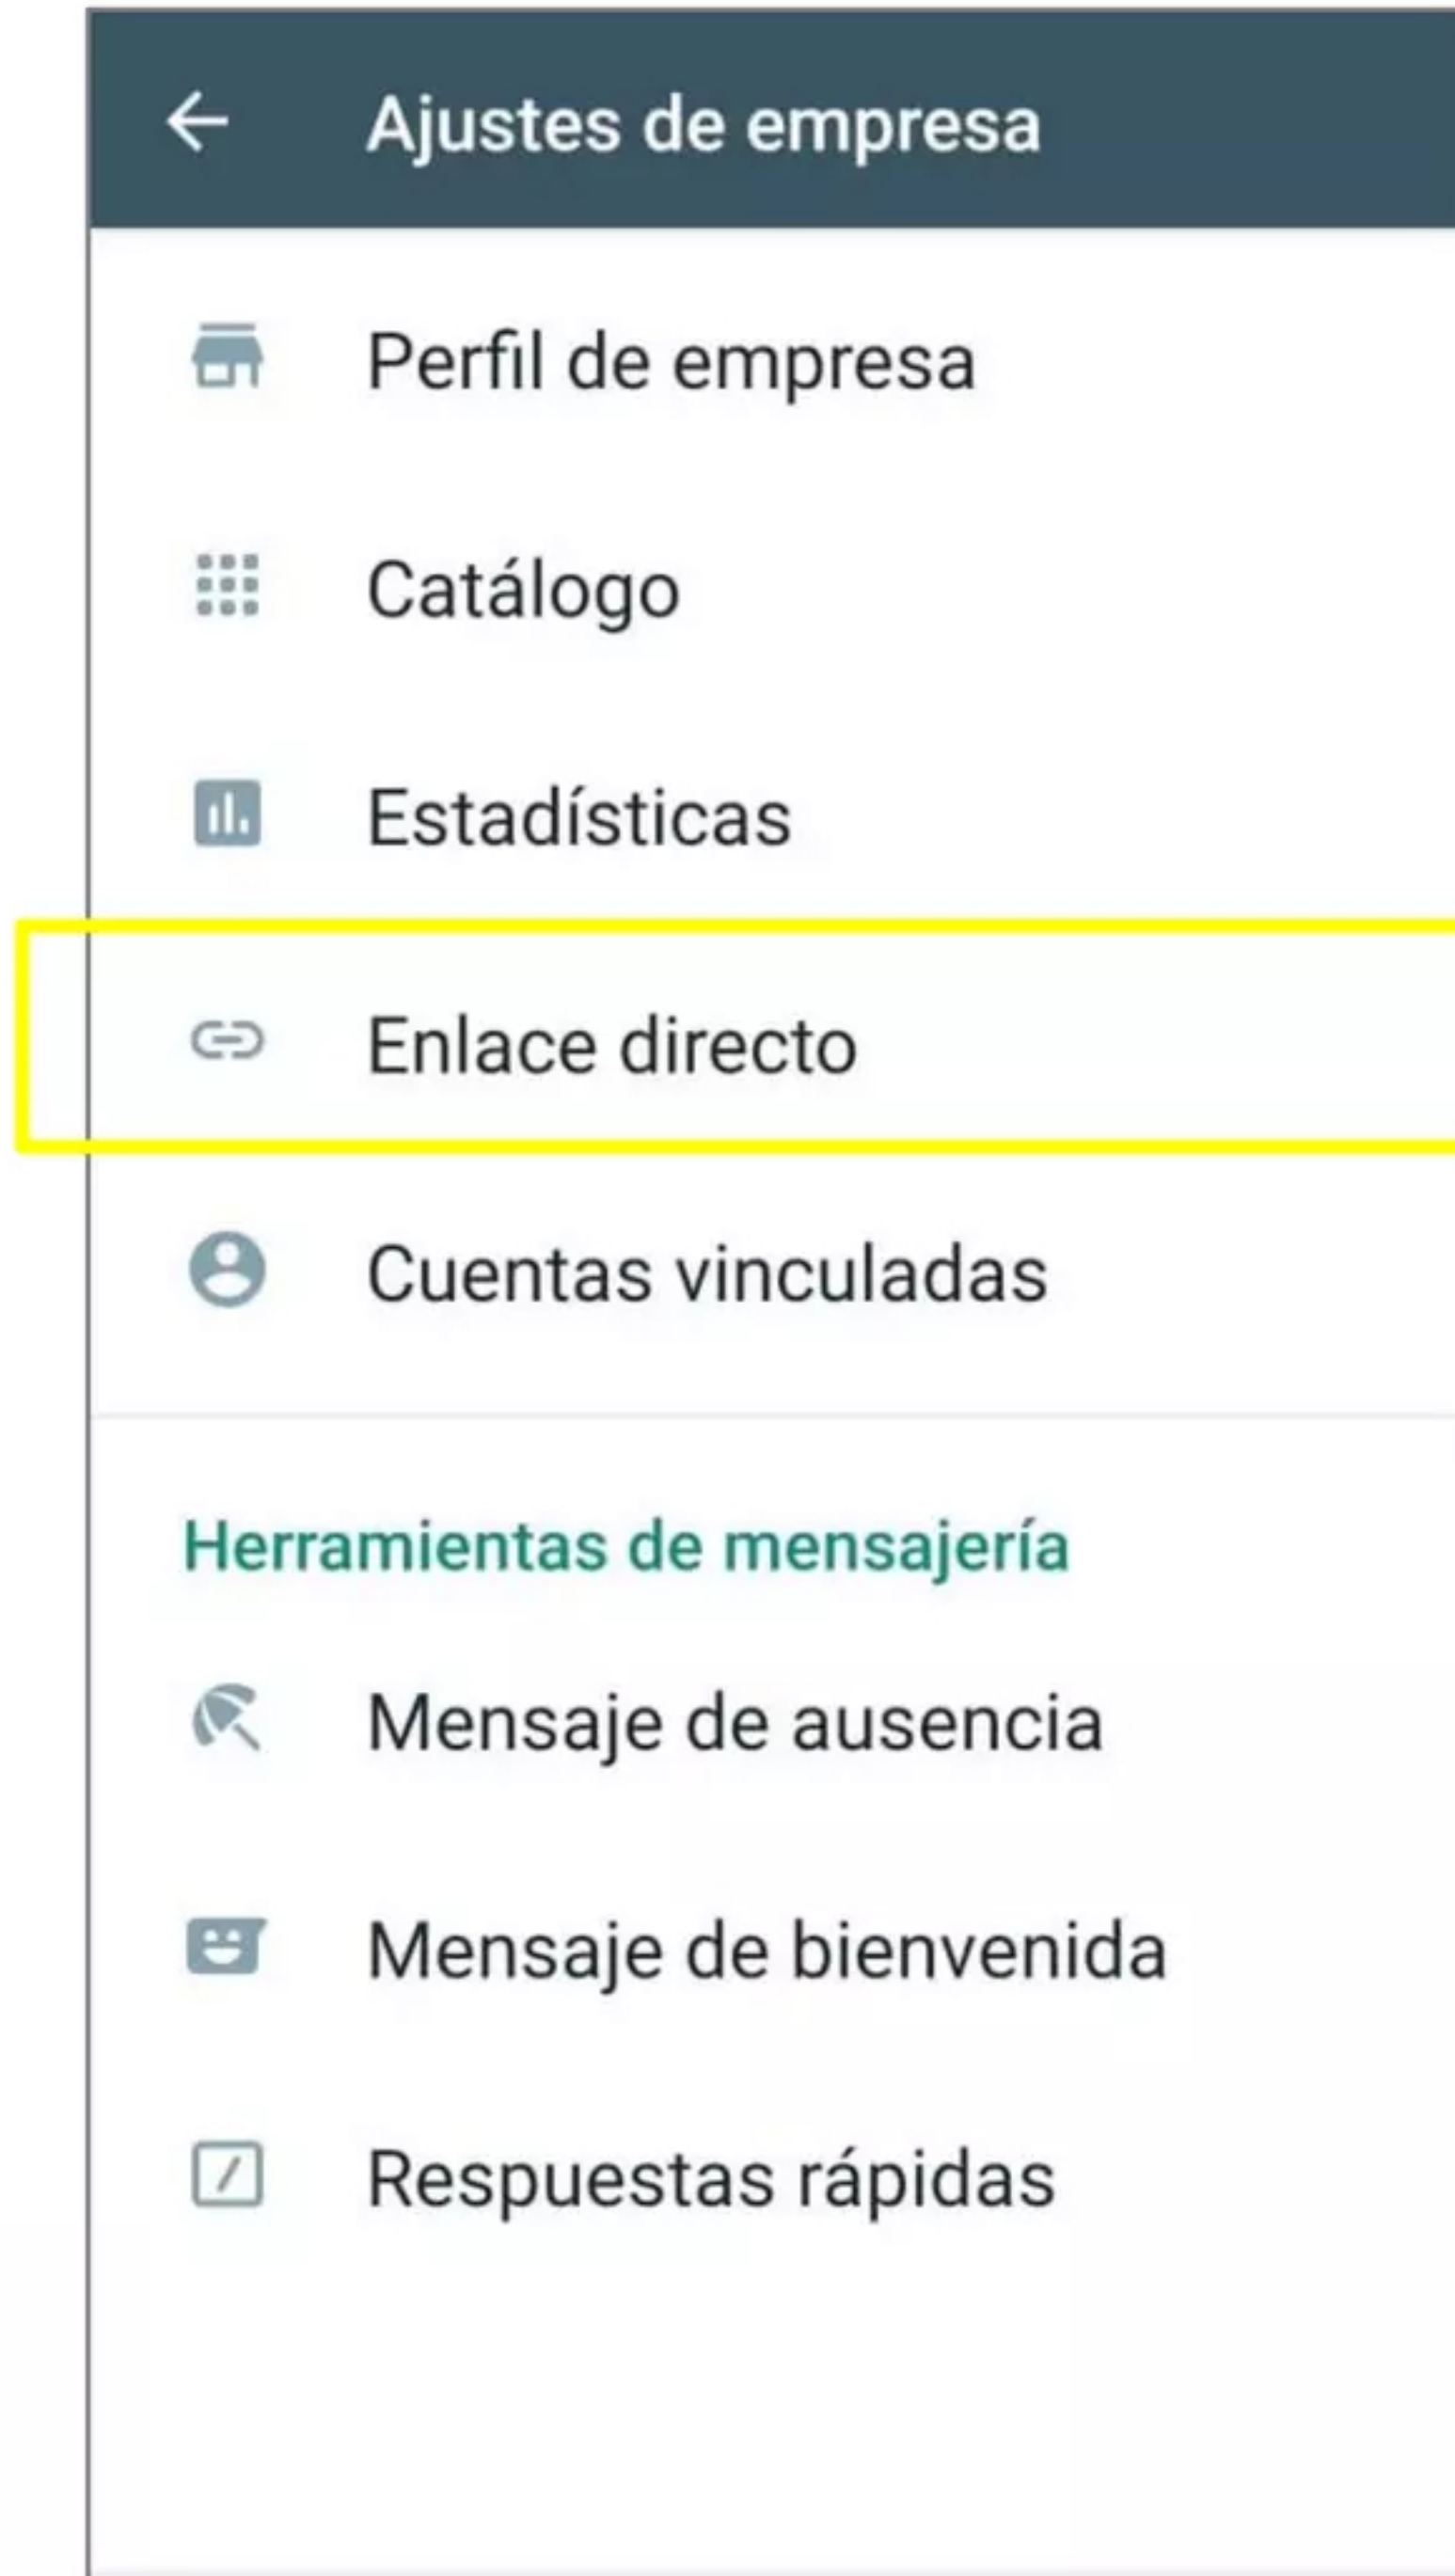 Ajustes de empresa
Perfil de empresa
Catálogo
Estadísticas
Enlace directo
Cuentas vinculadas
Herramientas de mensajería
Mensaje de ausencia
Mensaje de bienvenida
Respuestas rápidas